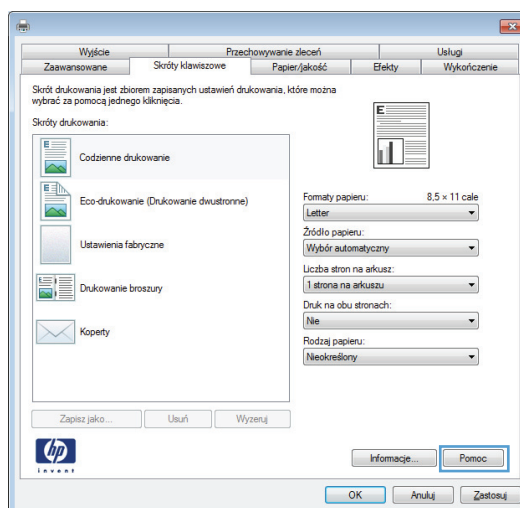 Wyjście
Przechowywanie zleceń
Usługi
Zaawansowane
Skróty klawiszowe
Papier/jakość
Efekty
Wykończenie
Skrót drukowania jest zbiorem zapisanych ustawień drukowania, które można
wybrać za pomocą jednego kliknięcia.
Skróty drukowania:
E
Codzienne drukowanie
E
Eco-drukowanie (Drukowanie dwustronne)
Ustawienia fabryczne
E
Drukowanie broszury
Koperty
E
Formaty papieru: 8,5 × 11 cale
Letter
Źródło papieru:
Wybór automatyczny
Liczba stron na arkusz:
1 strona na arkuszu
Druk na obu stronach:
Nie
Rodzaj papieru:
Nieokreślony
Zapisz jako...
Usuń
Wyzeruj
hp
invent
Informacje...
Pomoc
OK
Anuluj
Zastosuj